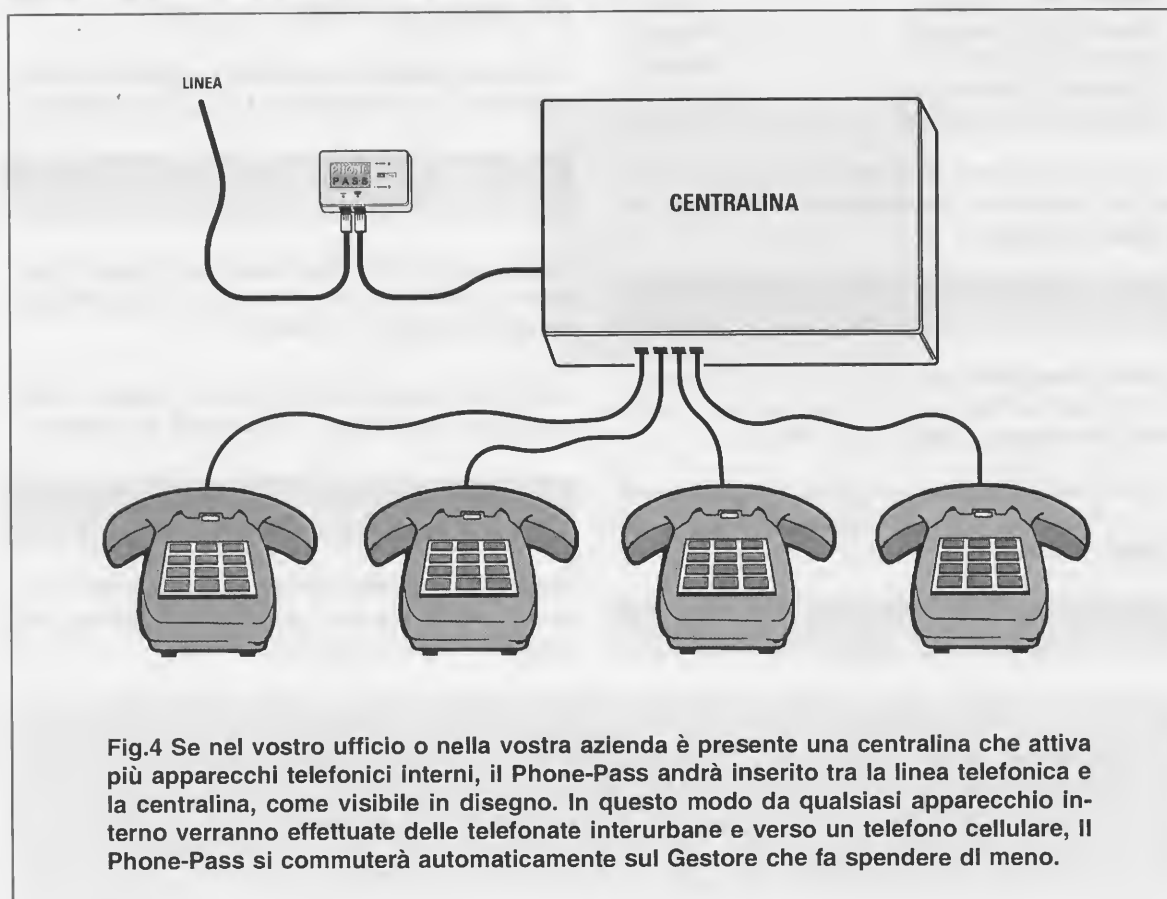 LINEA
PHONE
PASS
CENTRALINA
Fig.4 Se nel vostro ufficio o nella vostra azienda è presente una centralina che attiva
più apparecchi telefonici interni, il Phone-Pass andrà inserito tra la linea telefonica e
la centralina, come visibile in disegno. In questo modo da qualsiasi apparecchio in-
terno verranno effettuate delle telefonate interurbane e verso un telefono cellulare, Il
Phone-Pass si commuterà automaticamente sul Gestore che fa spendere di meno.